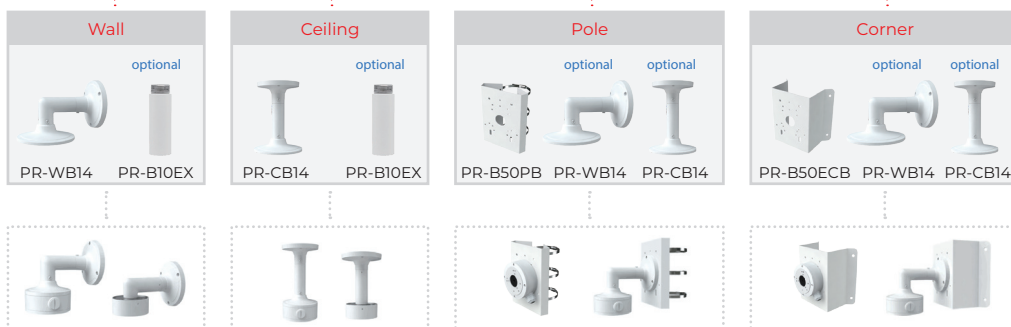 Wall
optional
PR-WB14 PR-B10EX
Ceiling
optional
PR-CB14 PR-B10EX
Pole
optional optional
PR-B50PB PR-WB14 PR-CB14
Corner
optional optional
PR-B50ECB PR-WB14 PR-CB14